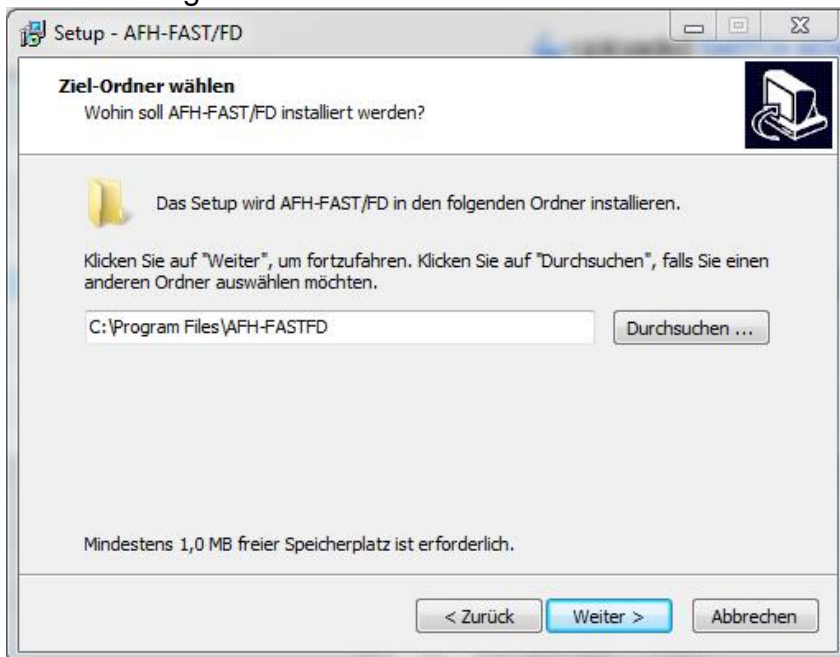 Setup - AFH-FAST/FD
Ziel-Ordner wählen
Wohin soll AFH-FAST/FD installiert werden?
Das Setup wird AFH-FAST/FD in den folgenden Ordner installieren.
Klicken Sie auf "Weiter", um fortzufahren. Klicken Sie auf "Durchsuchen", falls Sie einen
anderen Ordner auswählen möchten.
C:\Program Files\AFH-FASTFD
Durchsuchen ...
Mindestens 1,0 MB freier Speicherplatz ist erforderlich.
< Zurück
Weiter >
Abbrechen